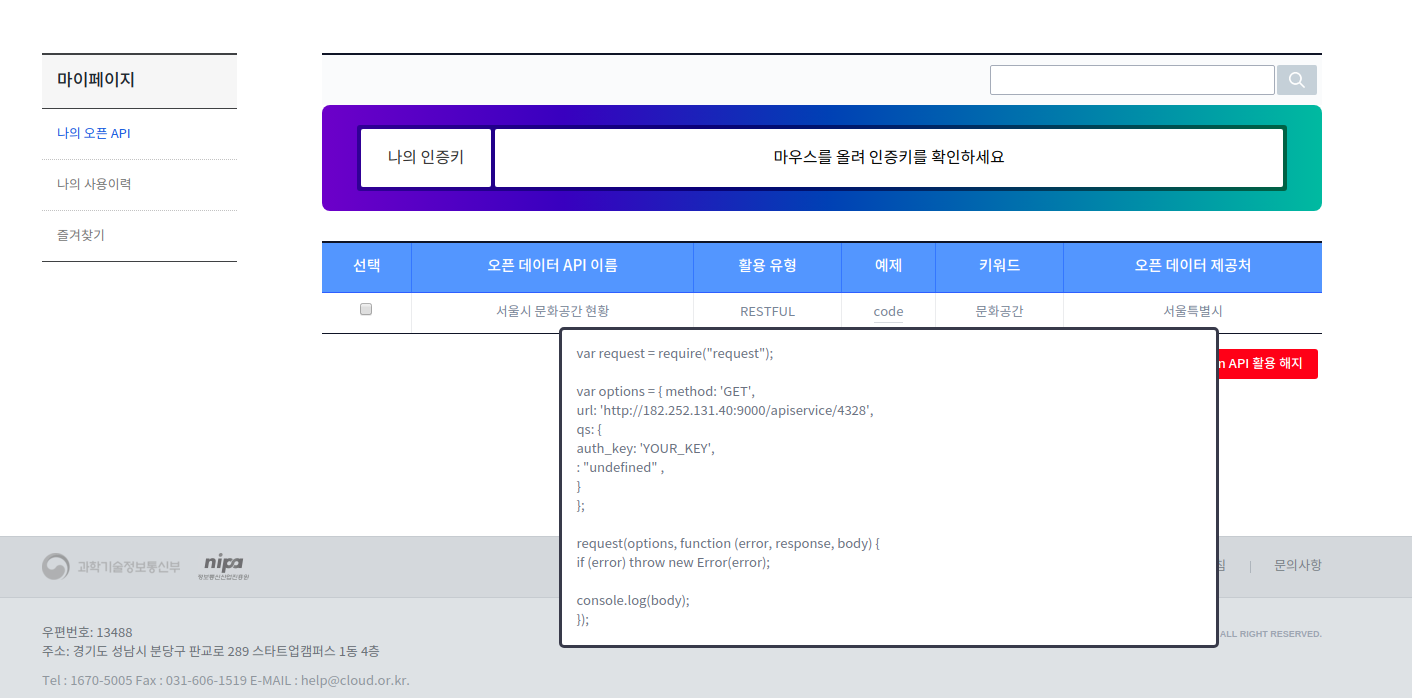 마이페이지
나의 오픈 API
나의 사용이력
즐겨찾기
나의 인증키
마우스를 올려 인증키를 확인하세요
선택 오픈 데이터 API 이름 활용 유형 예제 키워드 오픈 데이터 제공처
서울시 문화공간 현황 RESTFUL code 문화공간 서울특별시
n API 활용 해지
var request = require("request");
var options = { method: 'GET',
url: 'http://182.252.131.40:9000/apiservice/4328',
qs: {
auth_key: 'YOUR_KEY',
: "undefined" ,
}
};
request(options, function (error, response, body) {
if (error) throw new Error(error);
console.log(body);
});
과학기술정보통신부 nipa
정보통신산업진흥원
침 | 문의사항
우편번호: 13488
주소: 경기도 성남시 분당구 판교로 289 스타트업캠퍼스 1동 4층
Tel : 1670-5005 Fax : 031-606-1519 E-MAIL : help@cloud.or.kr.
ALL RIGHT RESERVED.